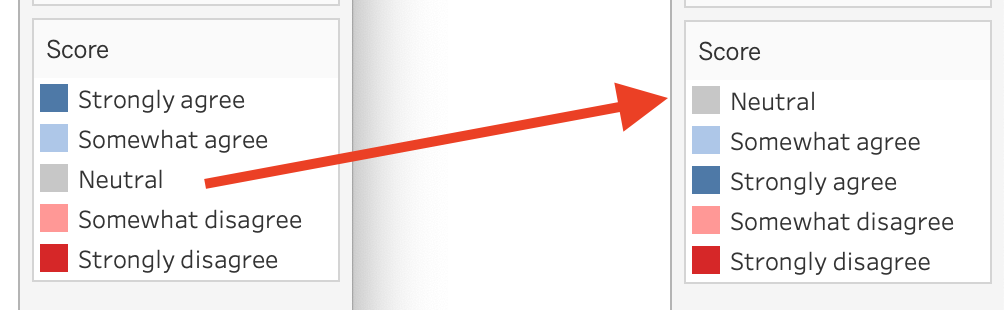 Score
Strongly agree
Somewhat agree
Neutral
Somewhat disagree
Strongly disagree
Score
Neutral
Somewhat agree
Strongly agree
Somewhat disagree
Strongly disagree